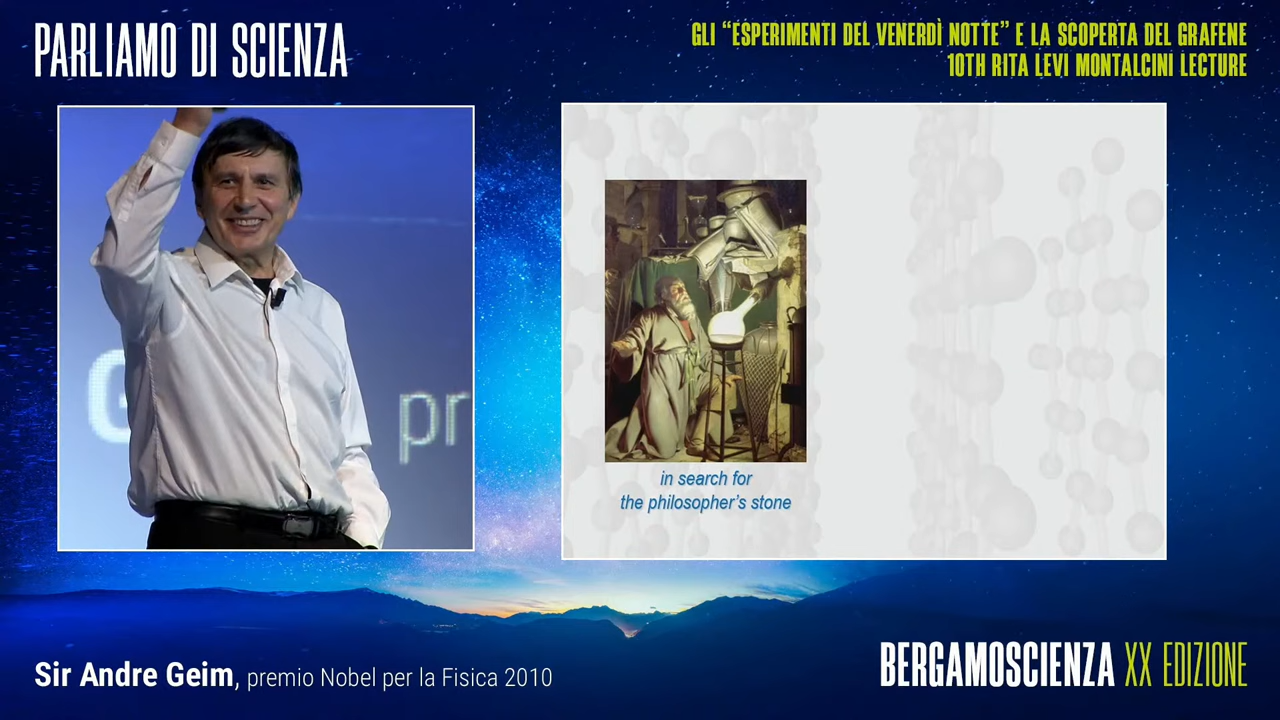 PARLIAMO DI SCIENZA
GLI “ESPERIMENTI DEL VENERDÌ NOTTE” E LA SCOPERTA DEL GRAFENE
10TH RITA LEVI MONTALCINI LECTURE
G
pr
in search for
the philosopher’s stone
Sir Andre Geim, premio Nobel per la Fisica 2010
BERGAMOSCIENZA XX EDIZIONE